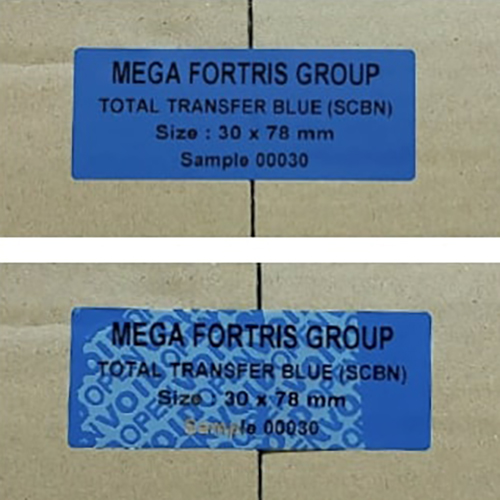 MEGA FORTRIS GROUP
TOTAL TRANSFER BLUE (SCBN)
Size : 30 x 78 mm
Sample 00030
MEGA FORTRIS GROUP
TOTAL TRANSFER BLUE (SCBN)
Size : 30 x 78 mm
Sample 00030